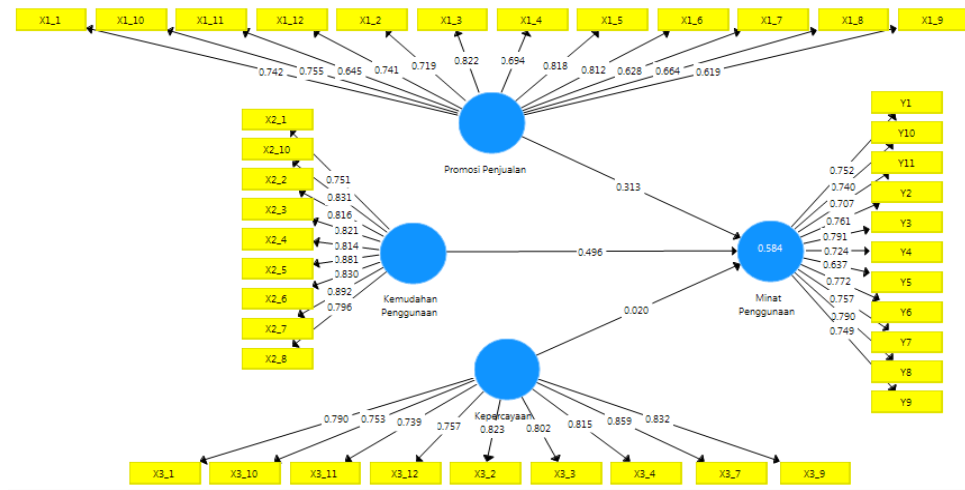 X1_1 X1_10 X1_11 X1_12 X1_2 X1_3 X1_4 X1_5 X1_6 X1_7 X1_8 X1_9
0.742 0.755 0.645 0.741 0.719 0.822 0.694 0.818 0.812 0.628 0.664 0.619
Promosi Penjualan
X2_1
X2_10
X2_2
X2_3
X2_4
X2_5
X2_6
X2_7
X2_8
0.751
0.831
0.816
0.821
0.814
0.881
0.830
0.892
0.796
Kemudahan
Penggunaan
0.313
0.496
0.020
0.584
Minat
Penggunaan
0.752
0.740
0.707
0.761
0.791
0.724
0.637
0.772
0.757
0.790
0.749
Y1
Y10
Y11
Y2
Y3
Y4
Y5
Y6
Y7
Y8
Y9
Kepercayaan
0.790 0.753 0.739 0.757 0.823 0.802 0.815 0.859 0.832
X3_1 X3_10 X3_11 X3_12 X3_2 X3_3 X3_4 X3_7 X3_9